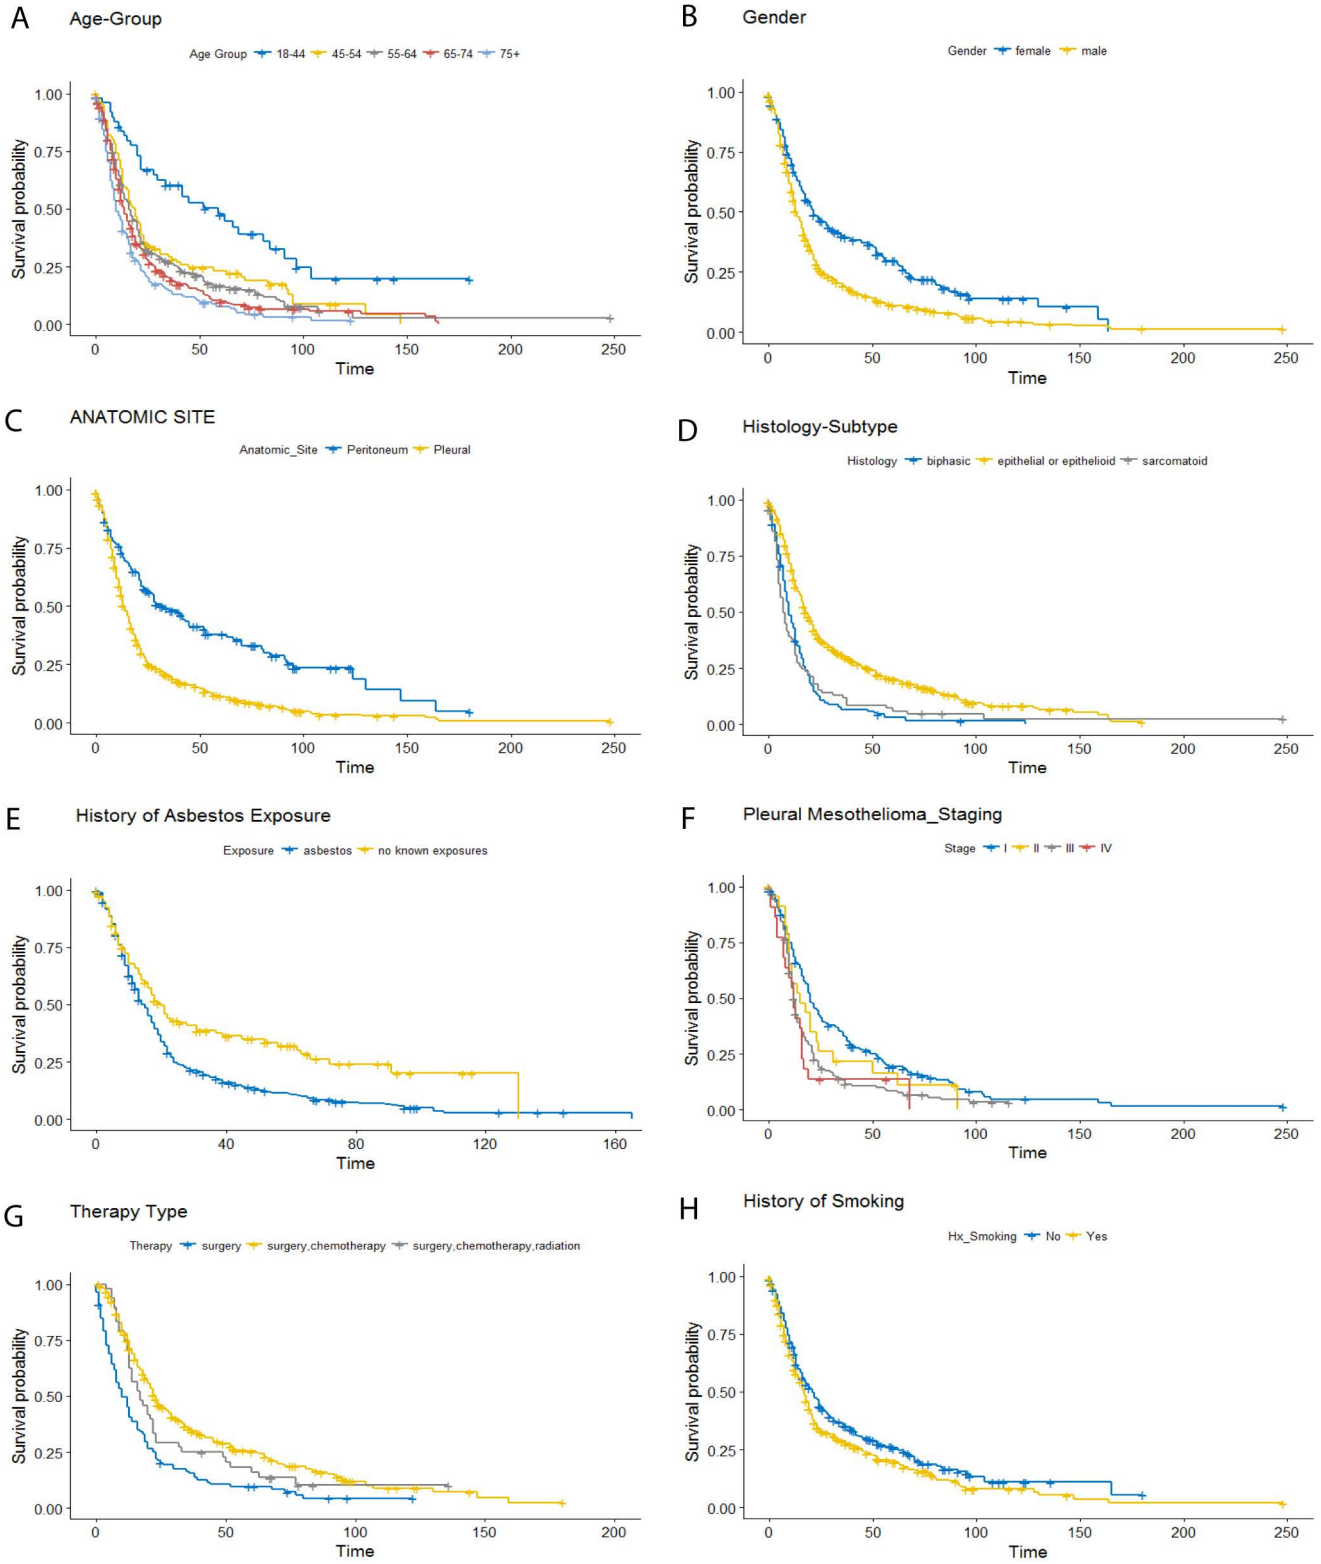 A Age-Group
Age Group 18-44 45-54 55-64 65-74 75+
Survival probability
1.00
0.75
0.50
0.25
0.00
0 50 100 150 200 250
Time
B Gender
Gender female male
Survival probability
1.00
0.75
0.50
0.25
0.00
0 50 100 150 200 250
Time
C ANATOMIC SITE
Anatomic_Site Peritoneum Pleural
Survival probability
1.00
0.75
0.50
0.25
0.00
0 50 100 150 200 250
Time
D Histology-Subtype
Histology biphasic epithelial or epithelioid sarcomatoid
Survival probability
1.00
0.75
0.50
0.25
0.00
0 50 100 150 200 250
Time
E History of Asbestos Exposure
Exposure asbestos no known exposures
Survival probability
1.00
0.75
0.50
0.25
0.00
0 40 80 120 160
Time
F Pleural Mesothelioma_Staging
Stage I II III IV
Survival probability
1.00
0.75
0.50
0.25
0.00
0 50 100 150 200 250
Time
G Therapy Type
Therapy surgery surgery,chemotherapy surgery,chemotherapy,radiation
Survival probability
1.00
0.75
0.50
0.25
0.00
0 50 100 150 200
Time
H History of Smoking
Hx_Smoking No Yes
Survival probability
1.00
0.75
0.50
0.25
0.00
0 50 100 150 200 250
Time